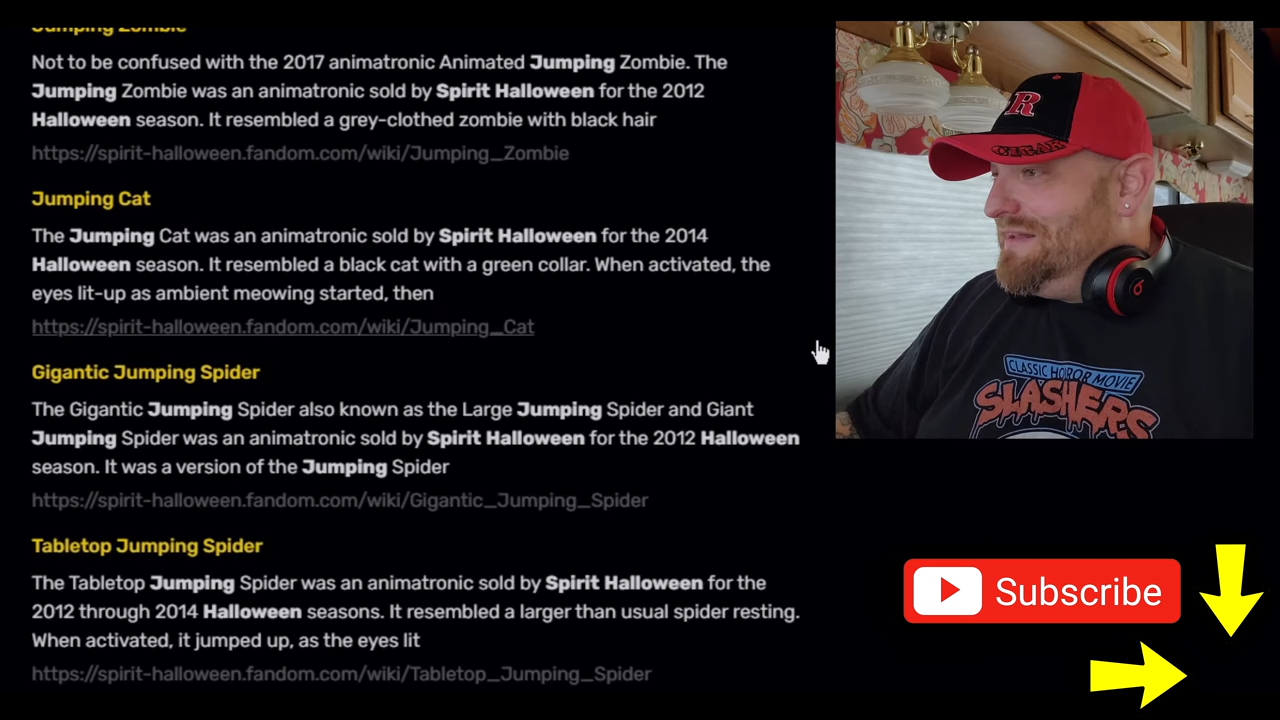 Jumping Zombie
Not to be confused with the 2017 animatronic Animated Jumping Zombie. The
Jumping Zombie was an animatronic sold by Spirit Halloween for the 2012
Halloween season. It resembled a grey-clothed zombie with black hair
https://spirit-halloween.fandom.com/wiki/Jumping_Zombie
Jumping Cat
The Jumping Cat was an animatronic sold by Spirit Halloween for the 2014
Halloween season. It resembled a black cat with a green collar. When activated, the
eyes lit-up as ambient meowing started, then
https://spirit-halloween.fandom.com/wiki/Jumping_Cat
Gigantic Jumping Spider
The Gigantic Jumping Spider also known as the Large Jumping Spider and Giant
Jumping Spider was an animatronic sold by Spirit Halloween for the 2012 Halloween
season. It was a version of the Jumping Spider
https://spirit-halloween.fandom.com/wiki/Gigantic_Jumping_Spider
Tabletop Jumping Spider
The Tabletop Jumping Spider was an animatronic sold by Spirit Halloween for the
2012 through 2014 Halloween seasons. It resembled a larger than usual spider resting.
When activated, it jumped up, as the eyes lit
https://spirit-halloween.fandom.com/wiki/Tabletop_Jumping_Spider
R
CLASSIC HORROR MOVIE
SLASHERS
Subscribe